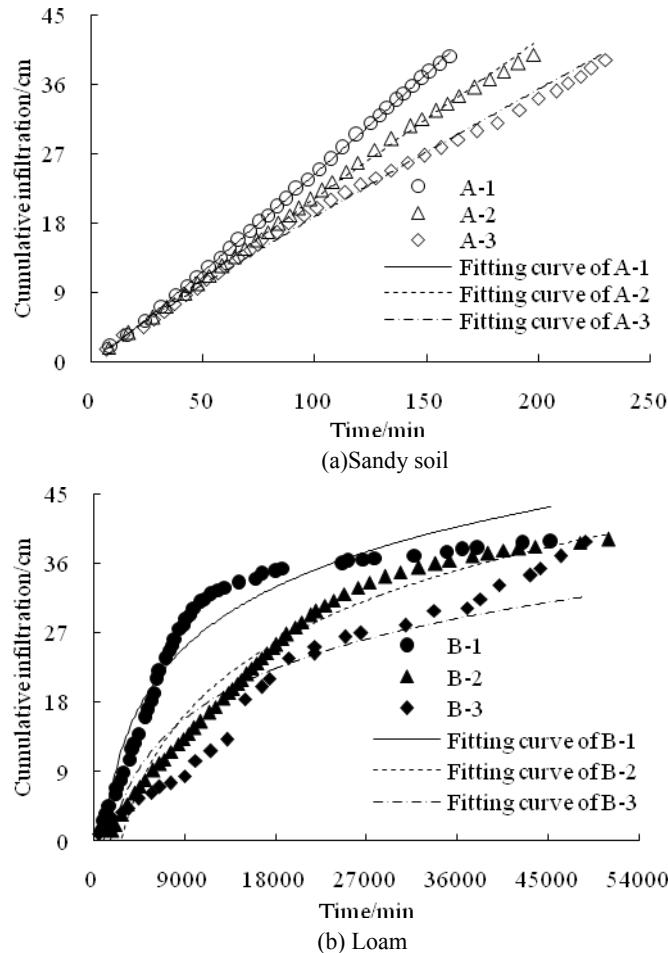 Cumulative infiltration/cm
45
36
27
18
9
0
A-1
A-2
A-3
Fitting curve of A-1
Fitting curve of A-2
Fitting curve of A-3
0 50 100 150 200 250
Time/min
(a)Sandy soil
Cumulative infiltration/cm
45
36
27
18
9
0
B-1
B-2
B-3
Fitting curve of B-1
Fitting curve of B-2
Fitting curve of B-3
0 9000 18000 27000 36000 45000 54000
Time/min
(b) Loam